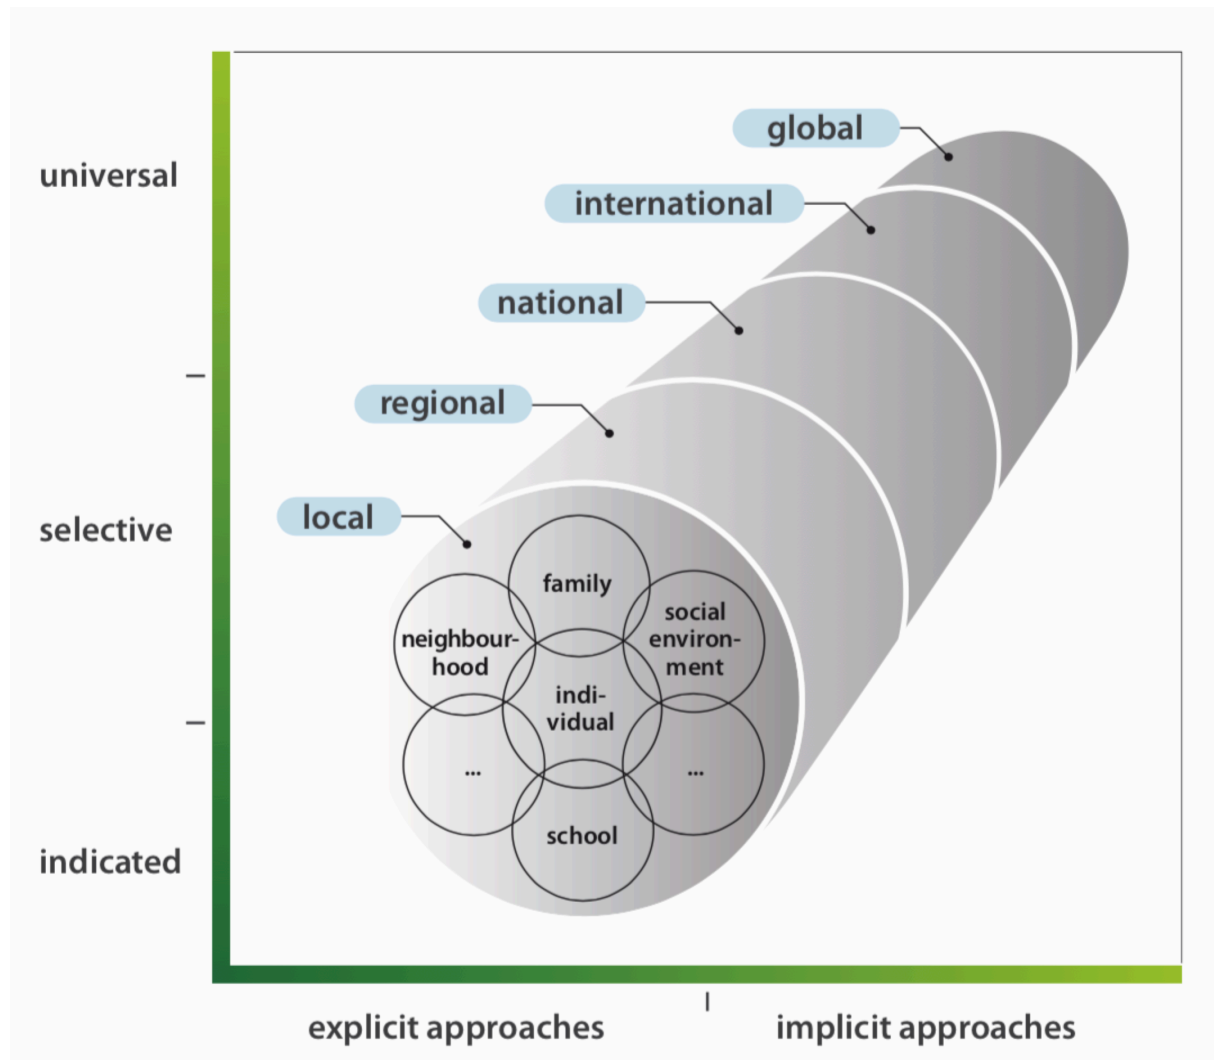 global
universal
international
national
regional
local
selective
family
social
environ-
ment
neighbour-
hood
indi-
vidual
...
...
school
indicated
explicit approaches
implicit approaches